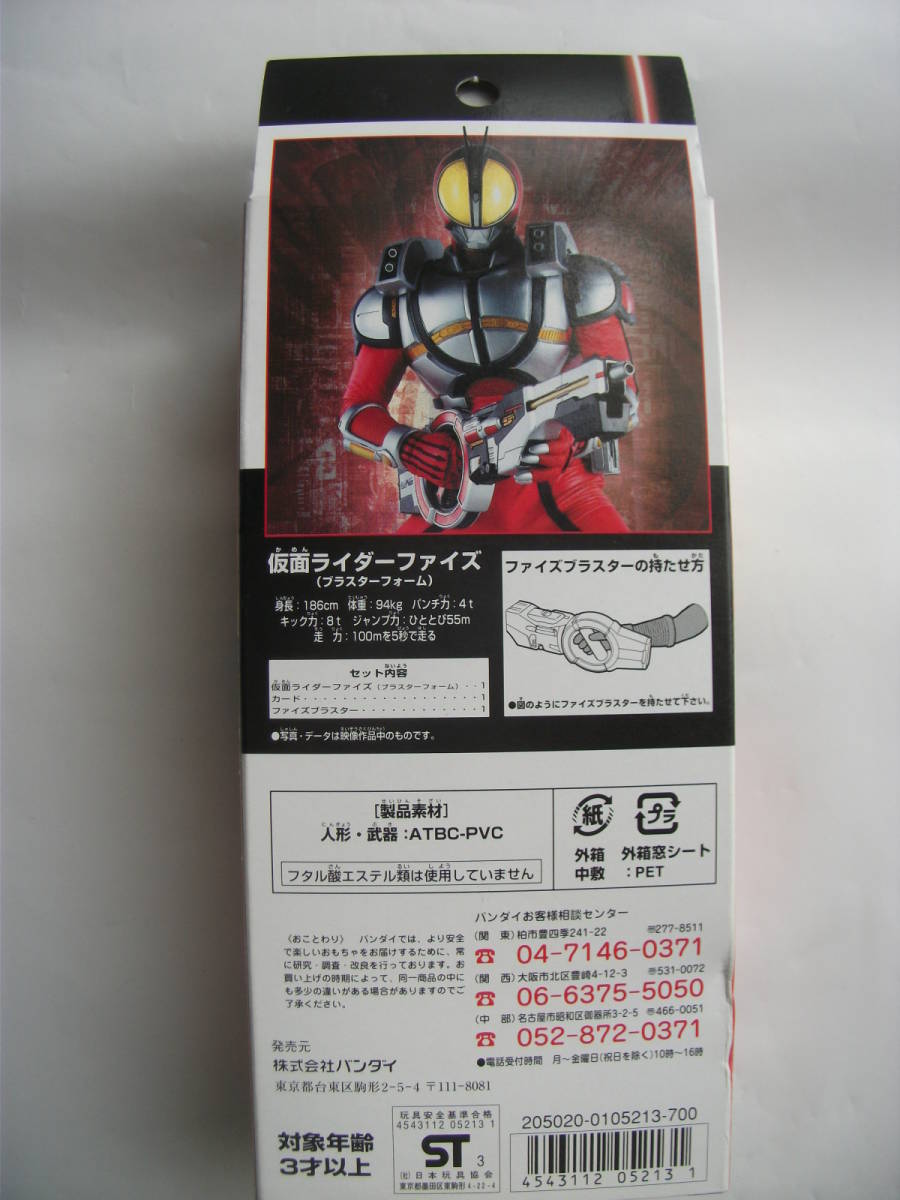 仮面ライダーファイズ
(ブラスターフォーム)
身長:186cm 体重:94kg パンチ力:4t
キック力:8t ジャンプ力:ひととび55m
走 力:100mを5秒で走る
セット内容
仮面ライダーファイズ(ブラスターフォーム)・・1
カード・・・・・・・・・・・・・・・・・1
ファイズブラスター・・・・・・・・・・・・1
●写真・データは映像作品中のものです。
ファイズブラスターの持たせ方
●図のようにファイズブラスターを持たせて下さい。
[製品素材]
人形・武器:ATBC-PVC
フタル酸エステル類は使用していません
紙
外箱
中敷
プラ
外箱窓シート
:PET
〈おことわり〉 バンダイでは、より安全
で楽しいおもちゃをお届けするために、常
に研究・調査・改良を行っております。お
買い上げの時期によって、同一商品の中に
も多少の違いがある場合がありますのでご
了承ください。
発売元
株式会社バンダイ
東京都台東区駒形2-5-4 〒111-8081
バンダイお客様相談センター
(関 東)柏市豊四季241-22 〒277-8511
☎ 04-7146-0371
(関 西)大阪市北区豊崎4-12-3 〒531-0072
☎ 06-6375-5050
(中 部)名古屋市昭和区御器所3-2-5 〒466-0051
☎ 052-872-0371
●電話受付時間 月~金曜日(祝日を除く)10時~16時
対象年齢
3才以上
玩具安全基準合格
4543112 05213 1
ST 3
(社)日本玩具協会
東京都墨田区東駒形4-22-4
205020-0105213-700
4543112 052131